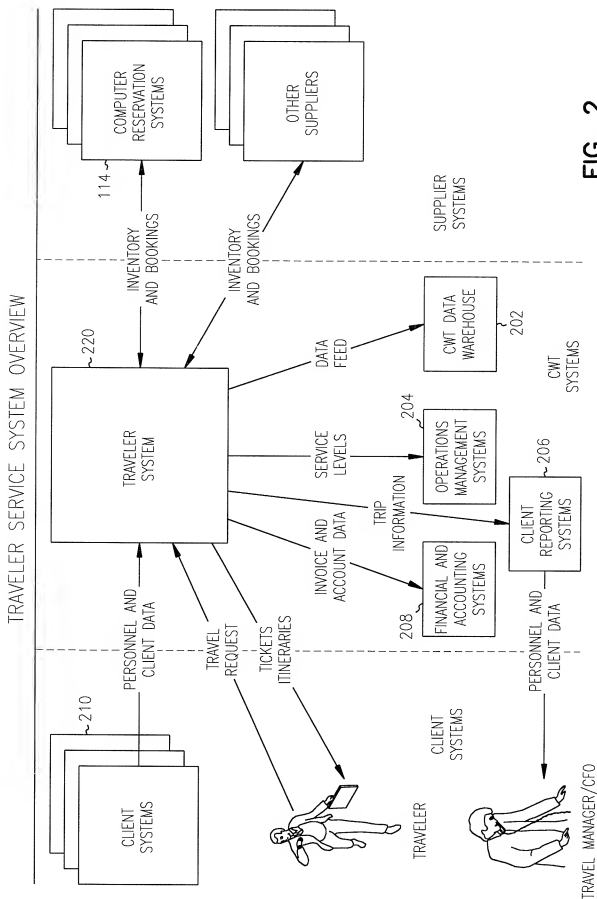 TRAVELER SERVICE SYSTEM OVERVIEW
210
CLIENT
SYSTEMS
PERSONNEL AND
CLIENT DATA
220
TRAVELER
SYSTEM
INVENTORY
AND BOOKINGS
114
COMPUTER
RESERVATION
SYSTEMS
TRAVEL
REQUEST
TICKETS
ITINERARIES
INVENTORY
AND BOOKINGS
OTHER
SUPPLIERS
INVOICE AND
ACCOUNT DATA
TRIP
INFORMATION
SERVICE
LEVELS
DATA
FEED
TRAVELER
CLIENT
SYSTEMS
208
FINANCIAL AND
ACCOUNTING
SYSTEMS
204
OPERATIONS
MANAGEMENT
SYSTEMS
CWT DATA
WAREHOUSE
202
SUPPLIER
SYSTEMS
PERSONNEL AND
CLIENT DATA
CLIENT
REPORTING
SYSTEMS
206
CWT
SYSTEMS
TRAVEL MANAGER/CFO
FIG. 2